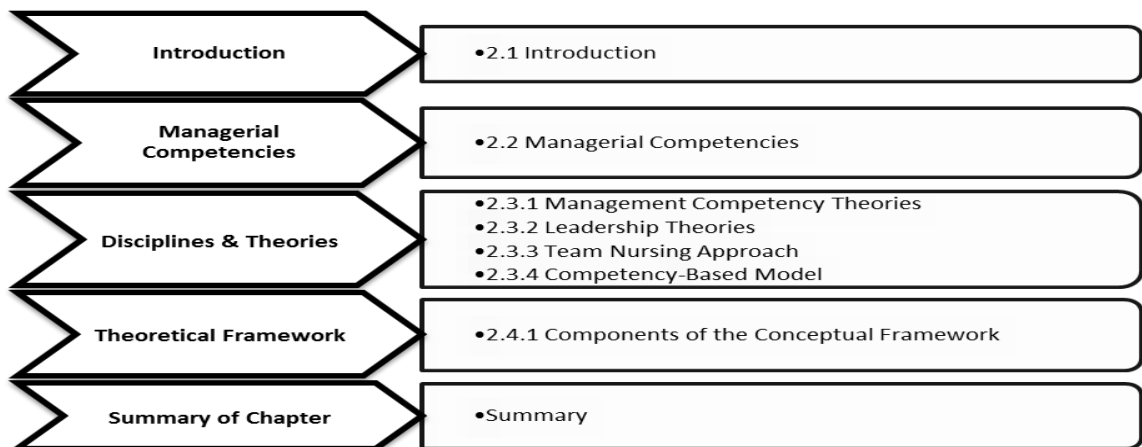 Introduction
•2.1 Introduction
Managerial
Competencies
•2.2 Managerial Competencies
Disciplines & Theories
•2.3.1 Management Competency Theories
•2.3.2 Leadership Theories
•2.3.3 Team Nursing Approach
•2.3.4 Competency-Based Model
Theoretical Framework
•2.4.1 Components of the Conceptual Framework
Summary of Chapter
•Summary